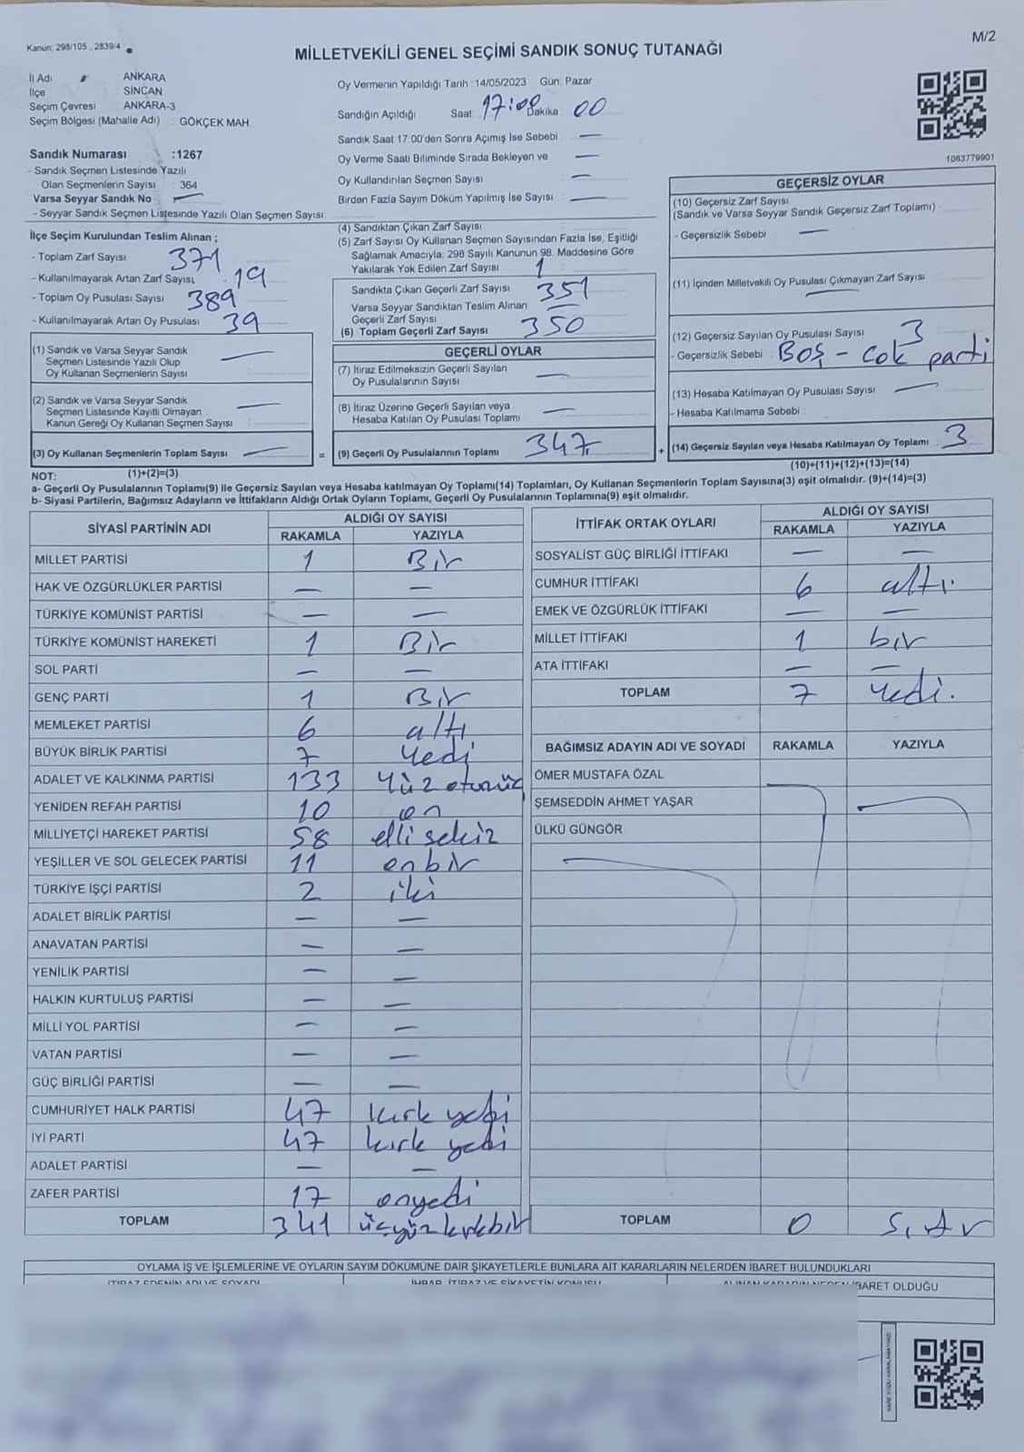 Kanun: 298/105 , 2839/4
MİLLETVEKİLİ GENEL SEÇİMİ SANDIK SONUÇ TUTANAĞI
M/2
İl Adı ANKARA
İlçe SİNCAN
Seçim Çevresi ANKARA-3
Seçim Bölgesi (Mahalle Adı) GÖKÇEK MAH
Sandık Numarası :1267
- Sandık Seçmen Listesinde Yazılı
Olan Seçmenlerin Sayısı : 364
Varsa Seyyar Sandık No —
- Seyyar Sandık Seçmen Listesinde Yazılı Olan Seçmen Sayısı:
Oy Vermenin Yapıldığı Tarih :14/05/2023 Gün: Pazar
Sandığın Açıldığı Saat 17:00 Dakika 00
Sandık Saat 17:00'den Sonra Açımış İse Sebebi —
Oy Verme Saati Bitiminde Sırada Bekleyen ve —
Oy Kullandırılan Seçmen Sayısı —
Birden Fazla Sayım Döküm Yapılmış İse Sayısı —
1083779901
İlçe Seçim Kurulundan Teslim Alınan ;
- Toplam Zarf Sayısı 371
- Kullanılmayarak Artan Zarf Sayısı 19
- Toplam Oy Pusulası Sayısı 389
- Kullanılmayarak Artan Oy Pusulası 39
(4) Sandıktan Çıkan Zarf Sayısı
(5) Zarf Sayısı Oy Kullanan Seçmen Sayısından Fazla İse, Eşitliği
Sağlamak Amacıyla; 298 Sayılı Kanunun 98. Maddesine Göre
Yakılarak Yok Edilen Zarf Sayısı 1
Sandıkta Çıkan Geçerli Zarf Sayısı 351
Varsa Seyyar Sandıktan Teslim Alınan
Geçerli Zarf Sayısı —
(6) Toplam Geçerli Zarf Sayısı 350
GEÇERSİZ OYLAR
(10) Geçersiz Zarf Sayısı
(Sandık ve Varsa Seyyar Sandık Geçersiz Zarf Toplamı)
- Geçersizlik Sebebi —
(11) İçinden Milletvekili Oy Pusulası Çıkmayan Zarf Sayısı —
(12) Geçersiz Sayılan Oy Pusulası Sayısı 3
- Geçersizlik Sebebi Boş - Cok parti
(13) Hesaba Katılmayan Oy Pusulası Sayısı —
- Hesaba Katılmama Sebebi
(14) Geçersiz Sayılan veya Hesaba Katılmayan Oy Toplamı 3
(10)+(11)+(12)+(13)=(14)
(1) Sandık ve Varsa Seyyar Sandık —
Seçmen Listesinde Yazılı Olup
Oy Kullanan Seçmenlerin Sayısı
(2) Sandık ve Varsa Seyyar Sandık —
Seçmen Listesinde Kayıtlı Olmayan
Kanun Gereği Oy Kullanan Seçmen Sayısı
(3) Oy Kullanan Seçmenlerin Toplam Sayısı —
(1)+(2)=(3)
GEÇERLİ OYLAR
(7) İtiraz Edilmeksizin Geçerli Sayılan —
Oy Pusulalarının Sayısı
(8) İtiraz Üzerine Geçerli Sayılan veya —
Hesaba Katılan Oy Pusulası Toplamı
= (9) Geçerli Oy Pusulalarının Toplamı 347 +
NOT:
a- Geçerli Oy Pusulalarının Toplamı(9) ile Geçersiz Sayılan veya Hesaba katılmayan Oy Toplamı(14) Toplamları, Oy Kullanan Seçmenlerin Toplam Sayısına(3) eşit olmalıdır. (9)+(14)=(3)
b- Siyasi Partilerin, Bağımsız Adayların ve İttifakların Aldığı Ortak Oyların Toplamı, Geçerli Oy Pusulalarının Toplamına(9) eşit olmalıdır.
SİYASİ PARTİNİN ADI ALDIĞI OY SAYISI
RAKAMLA YAZIYLA
MİLLET PARTİSİ 1 Bir
HAK VE ÖZGÜRLÜKLER PARTİSİ — —
TÜRKİYE KOMÜNİST PARTİSİ — —
TÜRKİYE KOMÜNİST HAREKETİ 1 Bir
SOL PARTİ — —
GENÇ PARTİ 1 Bir
MEMLEKET PARTİSİ 6 altı
BÜYÜK BİRLİK PARTİSİ 7 Yedi
ADALET VE KALKINMA PARTİSİ 133 Yüz otuzüç
YENİDEN REFAH PARTİSİ 10 on
MİLLİYETÇİ HAREKET PARTİSİ 58 elli sekiz
YEŞİLLER VE SOL GELECEK PARTİSİ 11 onbir
TÜRKİYE İŞÇİ PARTİSİ 2 iki
ADALET BİRLİK PARTİSİ — —
ANAVATAN PARTİSİ — —
YENİLİK PARTİSİ — —
HALKIN KURTULUŞ PARTİSİ — —
MİLLİ YOL PARTİSİ — —
VATAN PARTİSİ — —
GÜÇ BİRLİĞİ PARTİSİ — —
CUMHURİYET HALK PARTİSİ 47 kırk yedi
İYİ PARTİ 47 kırk yedi
ADALET PARTİSİ — —
ZAFER PARTİSİ 17 onyedi
TOPLAM 341 üçyüz kırkbir
İTTİFAK ORTAK OYLARI ALDIĞI OY SAYISI
RAKAMLA YAZIYLA
SOSYALİST GÜÇ BİRLİĞİ İTTİFAKI — —
CUMHUR İTTİFAKI 6 altı
EMEK VE ÖZGÜRLÜK İTTİFAKI — —
MİLLET İTTİFAKI 1 bir
ATA İTTİFAKI — —
TOPLAM 7 Yedi.
BAĞIMSIZ ADAYIN ADI VE SOYADI RAKAMLA YAZIYLA
ÖMER MUSTAFA ÖZAL
ŞEMSEDDİN AHMET YAŞAR
ÜLKÜ GÜNGÖR
TOPLAM 0
OYLAMA İŞ VE İŞLEMLERİNE VE OYLARIN SAYIM DÖKÜMÜNE DAİR ŞİKAYETLERLE BUNLARA AİT KARARLARIN NELERDEN İBARET BULUNDUKLARI
İTİRAZ EDENİN ADI VE SOYADI İHBAR, İTİRAZ VE ŞİKAYETİN KONUSU ALINAN KARARIN NEDEN İBARET OLDUĞU